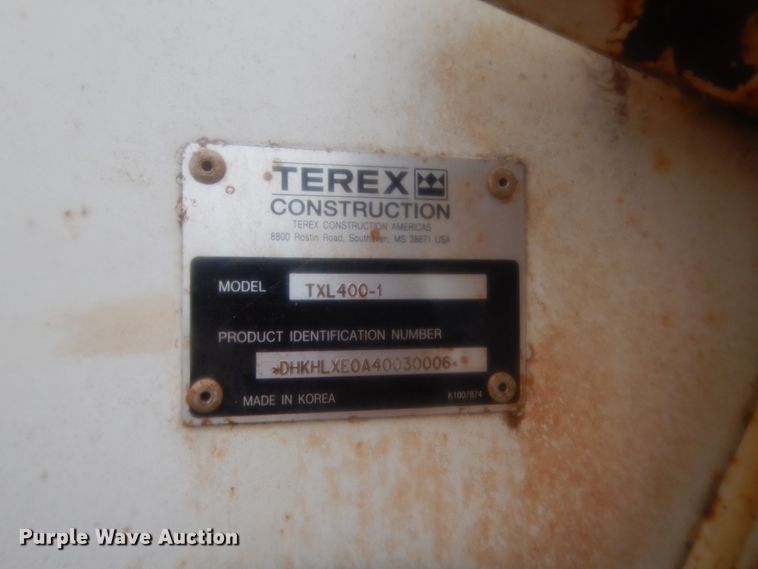 TEREX
CONSTRUCTION
TEREX CONSTRUCTION AMERICAS
8800 Rostin Road, Southaven, MS 38671 USA
MODEL TXL400-1
PRODUCT IDENTIFICATION NUMBER
*DHKHLXE0A40030006*
MADE IN KOREA K1007874
Purple Wave Auction